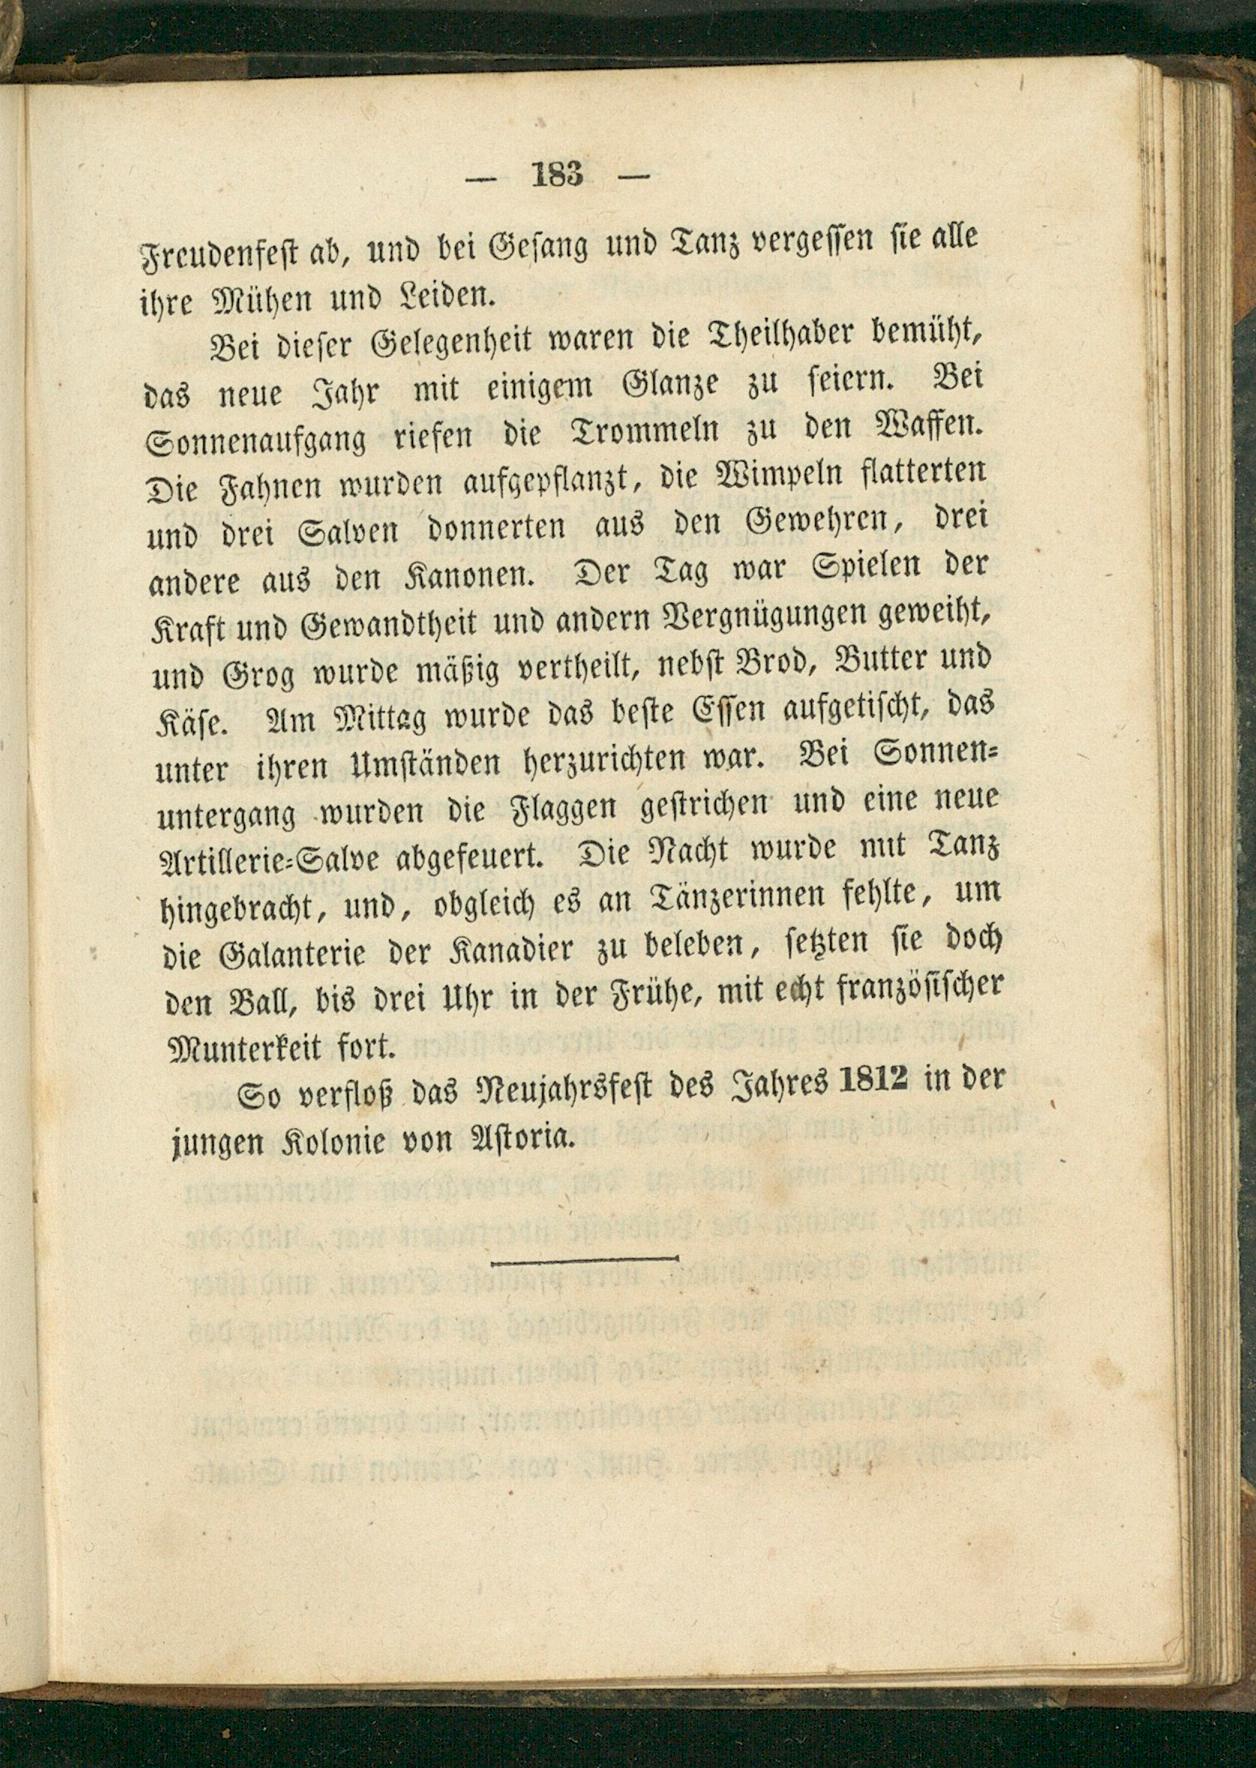 — 183 —
Freudenfest ab, und bei Gesang und Tanz vergessen sie alle
ihre Mühen und Leiden.
Bei dieser Gelegenheit waren die Theilhaber bemüht,
das neue Jahr mit einigem Glanze zu feiern. Bei
Sonnenaufgang riefen die Trommeln zu den Waffen.
Die Fahnen wurden aufgepflanzt, die Wimpeln flatterten
und drei Salven donnerten aus den Gewehren, drei
andere aus den Kanonen. Der Tag war Spielen der
Kraft und Gewandtheit und andern Vergnügungen geweiht,
und Grog wurde mäßig vertheilt, nebst Brod, Butter und
Käse. Am Mittag wurde das beste Essen aufgetischt, das
unter ihren Umständen herzurichten war. Bei Sonnen-
untergang wurden die Flaggen gestrichen und eine neue
Artillerie-Salve abgefeuert. Die Nacht wurde mit Tanz
hingebracht, und, obgleich es an Tänzerinnen fehlte, um
die Galanterie der Kanadier zu beleben, setzten sie doch
den Ball, bis drei Uhr in der Frühe, mit echt französischer
Munterkeit fort.
So verfloß das Neujahrsfest des Jahres 1812 in der
jungen Kolonie von Astoria.